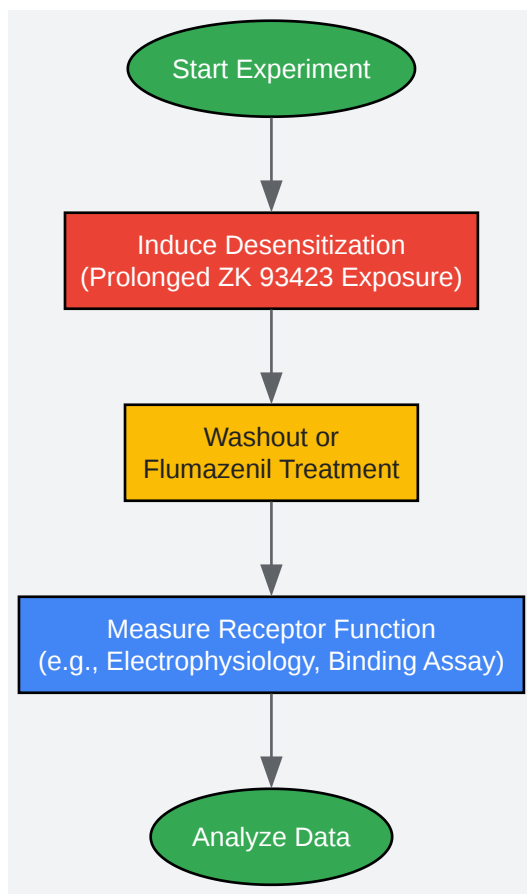 Start Experiment
Induce Desensitization
(Prolonged ZK 93423 Exposure)
Washout or
Flumazenil Treatment
Measure Receptor Function
(e.g., Electrophysiology, Binding Assay)
Analyze Data